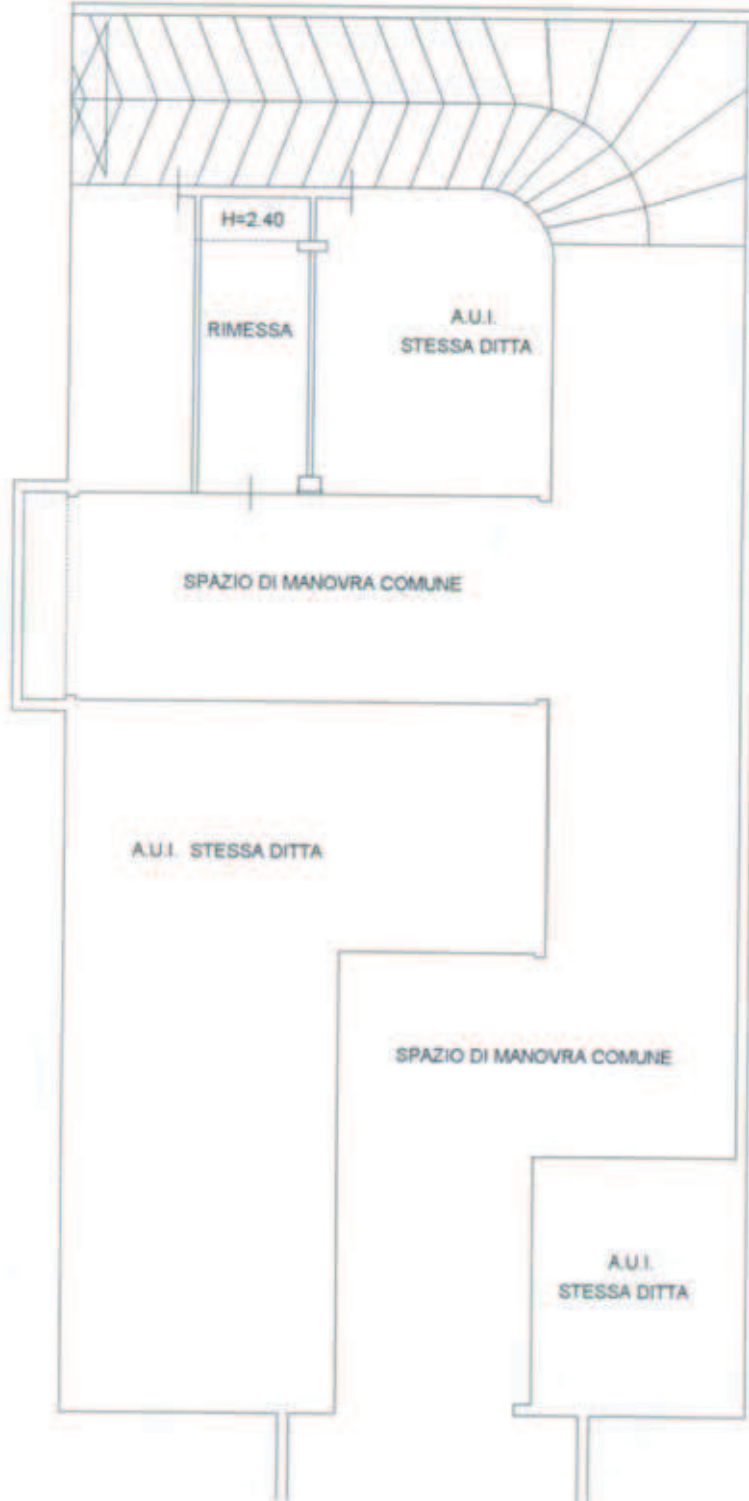 H=2.40
RIMESSA
A.U.I.
STESSA DITTA
SPAZIO DI MANOVRA COMUNE
A.U.I. STESSA DITTA
SPAZIO DI MANOVRA COMUNE
A.U.I.
STESSA DITTA